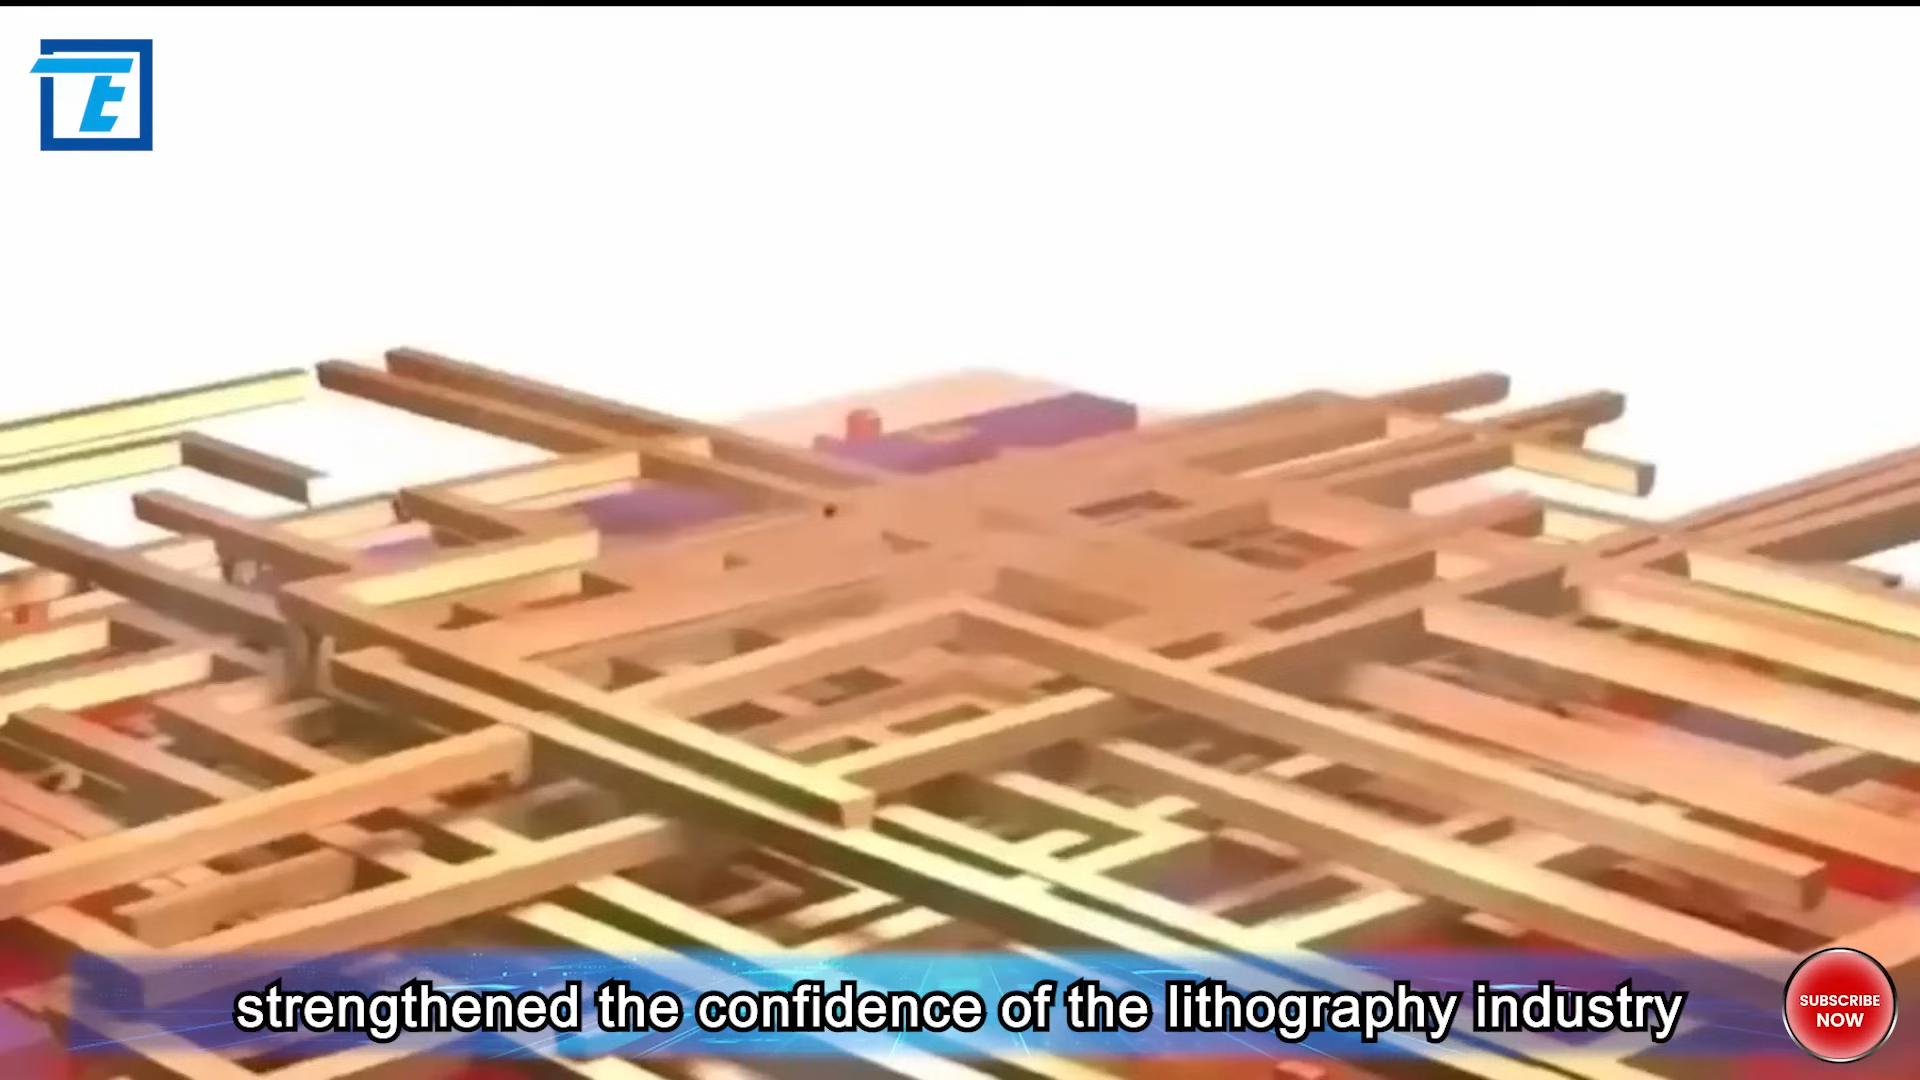 strengthened the confidence of the lithography industry
SUBSCRIBE
NOW